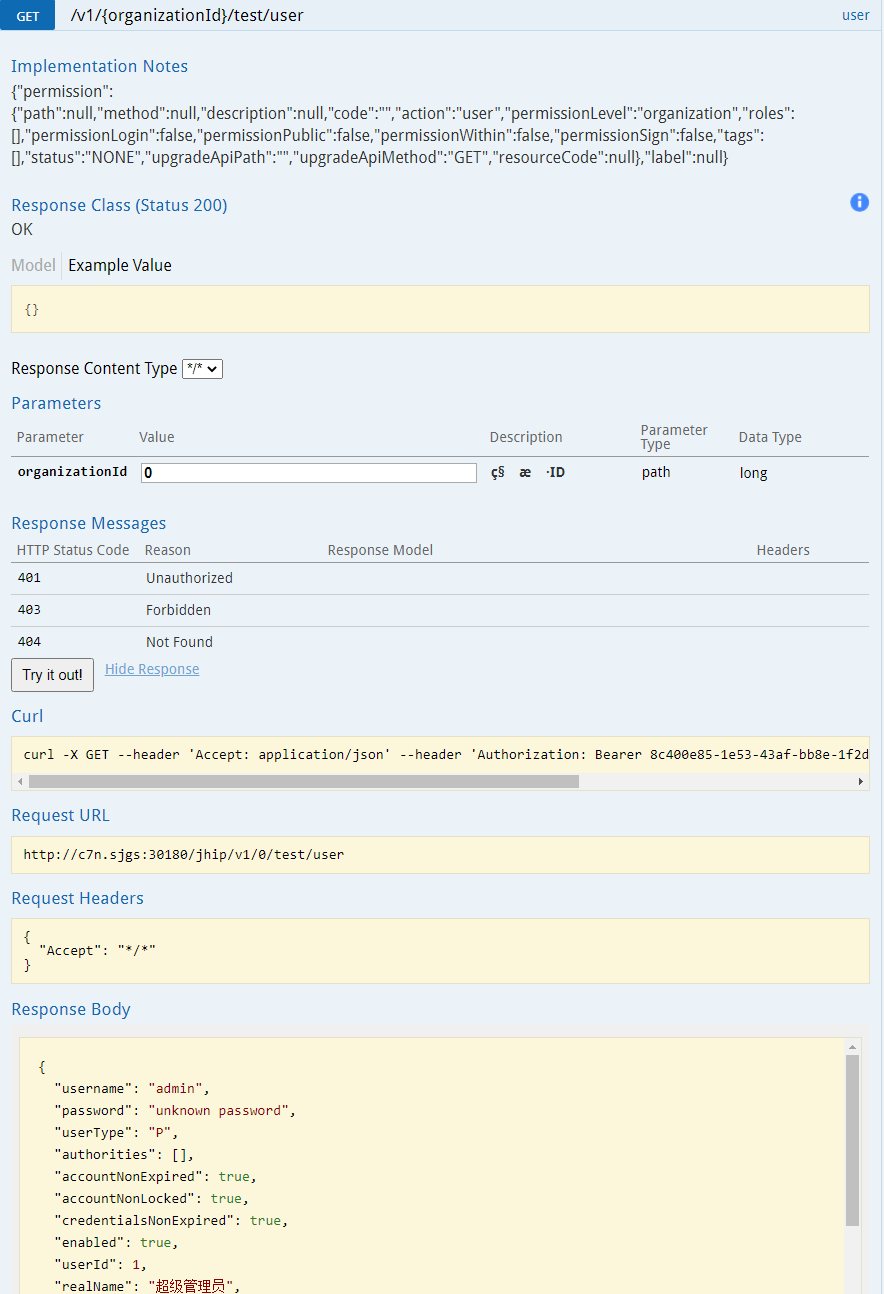 GET /v1/{organizationId}/test/user user
Implementation Notes
{"permission":
{"path":null,"method":null,"description":null,"code":"","action":"user","permissionLevel":"organization","roles":
[],"permissionLogin":false,"permissionPublic":false,"permissionWithin":false,"permissionSign":false,"tags":
[],"status":"NONE","upgradeApiPath":"","upgradeApiMethod":"GET","resourceCode":null},"label":null}
Response Class (Status 200)
OK
Model Example Value
{}
Response Content Type */*
Parameters
Parameter Value Description Parameter Type Data Type
organizationId 0 ç§ æ ·ID path long
Response Messages
HTTP Status Code Reason Response Model Headers
401 Unauthorized
403 Forbidden
404 Not Found
Try it out! Hide Response
Curl
curl -X GET --header 'Accept: application/json' --header 'Authorization: Bearer 8c400e85-1e53-43af-bb8e-1f2d
Request URL
http://c7n.sjgs:30180/jhip/v1/0/test/user
Request Headers
{
"Accept": "*/*"
}
Response Body
{
"username": "admin",
"password": "unknown password",
"userType": "P",
"authorities": [],
"accountNonExpired": true,
"accountNonLocked": true,
"credentialsNonExpired": true,
"enabled": true,
"userId": 1,
"realName": "超级管理员",